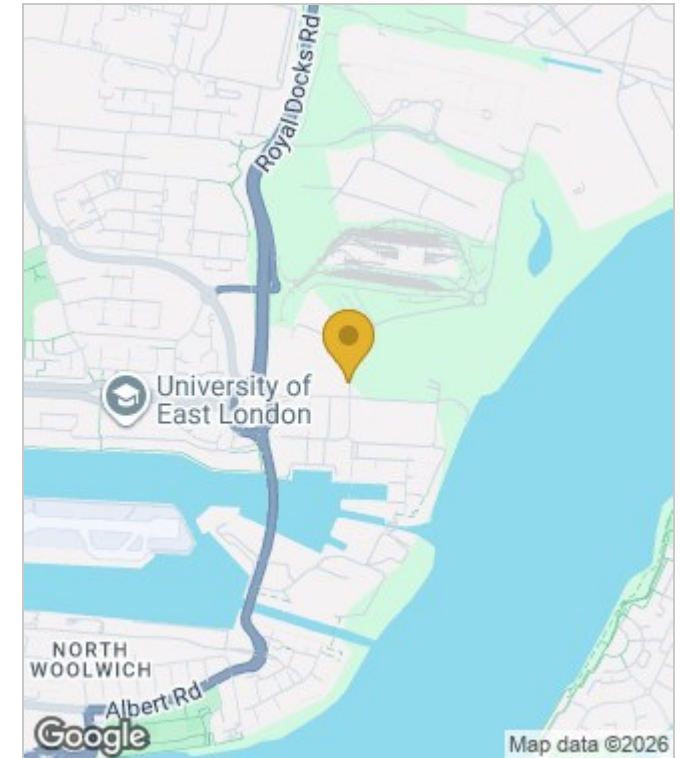 Royal Docks Rd
University of
East London
NORTH
WOOLWICH
Albert Rd
Google
Map data ©2026